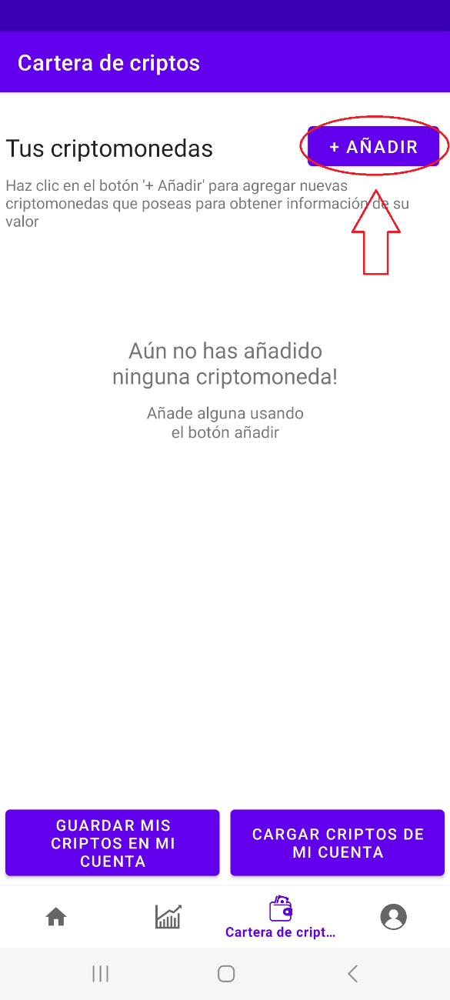 Cartera de criptos
Tus criptomonedas
+ AÑADIR
Haz clic en el botón '+ Añadir' para agregar nuevas
criptomonedas que poseas para obtener información de su
valor
Aún no has añadido
ninguna criptomoneda!
Añade alguna usando
el botón añadir
GUARDAR MIS
CRIPTOS EN MI
CUENTA
CARGAR CRIPTOS DE
MI CUENTA
Cartera de cript...